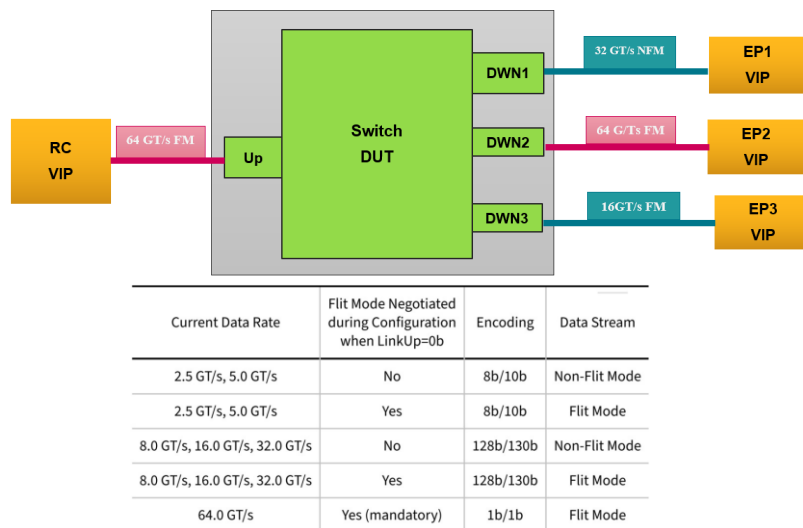 32 GT/s NFM
EP1
VIP
DWN1
64 GT/s FM
RC
VIP
Up
Switch
DUT
DWN2
64 G/Ts FM
EP2
VIP
DWN3
16GT/s FM
EP3
VIP
Current Data Rate
Flit Mode Negotiated
during Configuration
when LinkUp=0b
Encoding
Data Stream
2.5 GT/s, 5.0 GT/s
No
8b/10b
Non-Flit Mode
2.5 GT/s, 5.0 GT/s
Yes
8b/10b
Flit Mode
8.0 GT/s, 16.0 GT/s, 32.0 GT/s
No
128b/130b
Non-Flit Mode
8.0 GT/s, 16.0 GT/s, 32.0 GT/s
Yes
128b/130b
Flit Mode
64.0 GT/s
Yes (mandatory)
1b/1b
Flit Mode